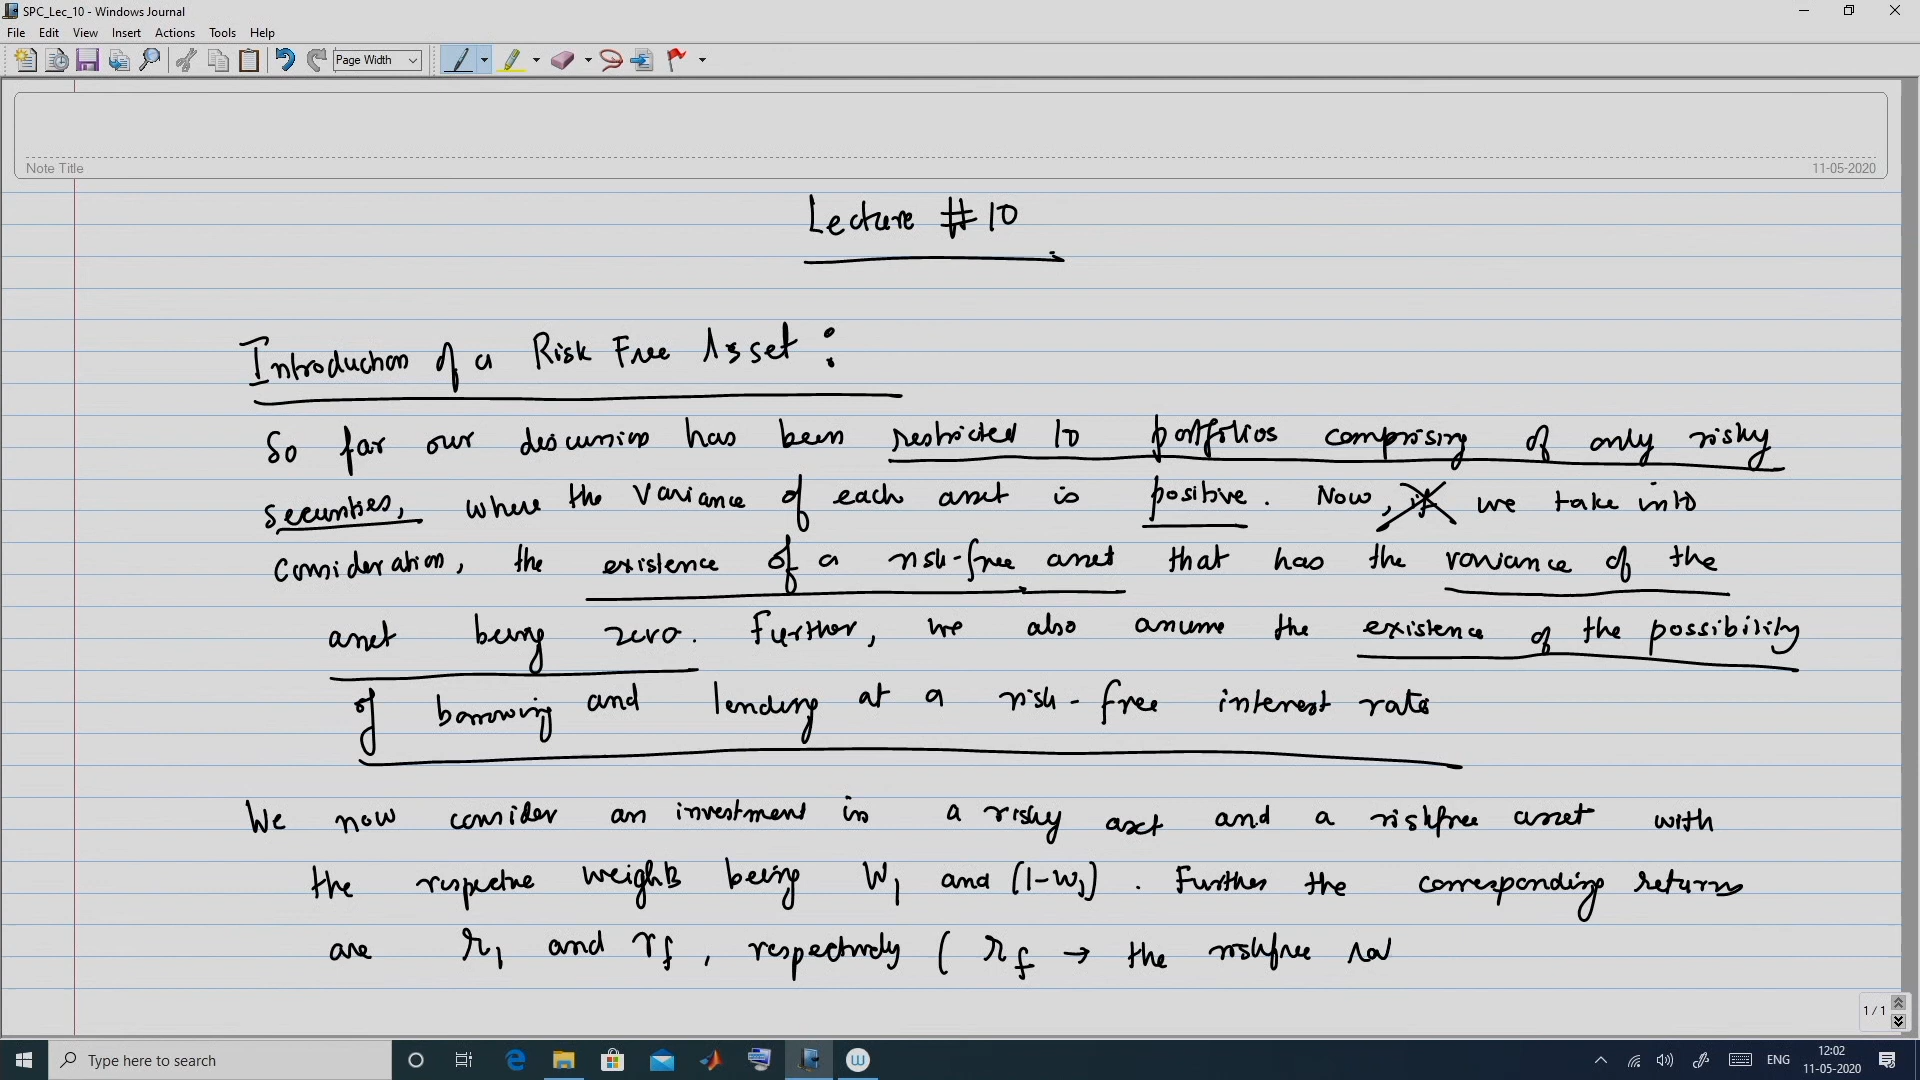 SPC_Lec_10 - Windows Journal
File Edit View Insert Actions Tools Help
Page Width
Note Title
11-05-2020
Lecture #10
Introduction of a Risk Free Asset :
So far our discussion has been restricted to portfolios comprising of only risky
securities, where the variance of each asset is positive. Now, if we take into
consideration, the existence of a risk-free asset that has the variance of the
asset being zero. Further, we also assume the existence of the possibility
of borrowing and lending at a risk-free interest rate
We now consider an investment in a risky asset and a riskfree asset with
the respective weights being W₁ and (1-W₁). Further the corresponding returns
are r₁ and r_f, respectively ( r_f → the riskfree rat
1 / 1
Type here to search
ENG
12:02
11-05-2020